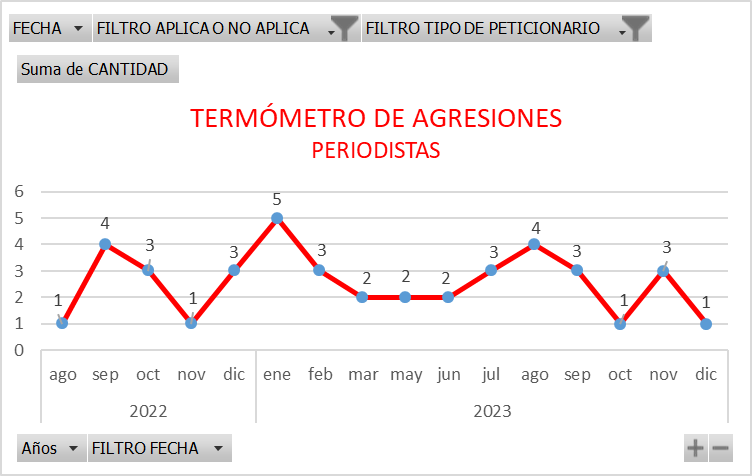 FECHA FILTRO APLICA O NO APLICA FILTRO TIPO DE PETICIONARIO
Suma de CANTIDAD
TERMÓMETRO DE AGRESIONES
PERIODISTAS
6
5
4
3
2
1
0
1 4 3 1 3 5 3 2 2 2 3 4 3 1 3 1
ago sep oct nov dic ene feb mar may jun jul ago sep oct nov dic
2022 2023
Años FILTRO FECHA